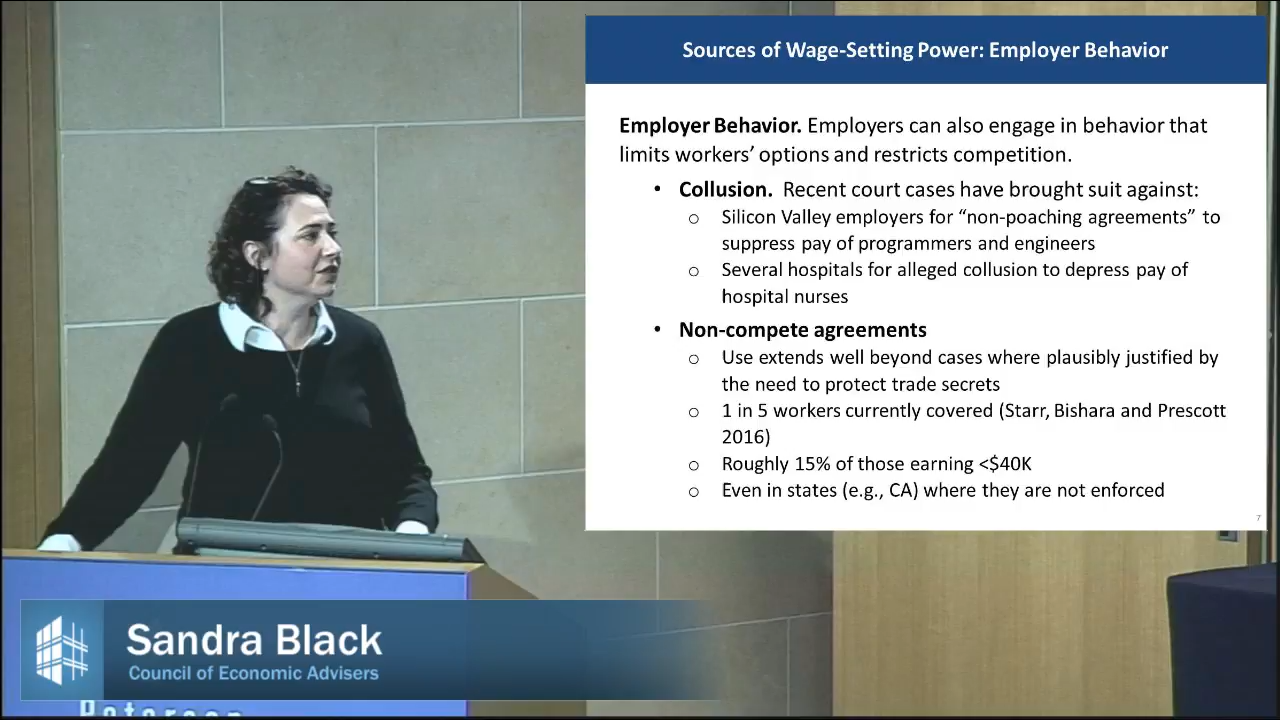 Sources of Wage-Setting Power: Employer Behavior
Employer Behavior. Employers can also engage in behavior that
limits workers’ options and restricts competition.
• Collusion. Recent court cases have brought suit against:
o Silicon Valley employers for “non-poaching agreements” to
suppress pay of programmers and engineers
o Several hospitals for alleged collusion to depress pay of
hospital nurses
• Non-compete agreements
o Use extends well beyond cases where plausibly justified by
the need to protect trade secrets
o 1 in 5 workers currently covered (Starr, Bishara and Prescott
2016)
o Roughly 15% of those earning <$40K
o Even in states (e.g., CA) where they are not enforced
7
Sandra Black
Council of Economic Advisers
Peterson